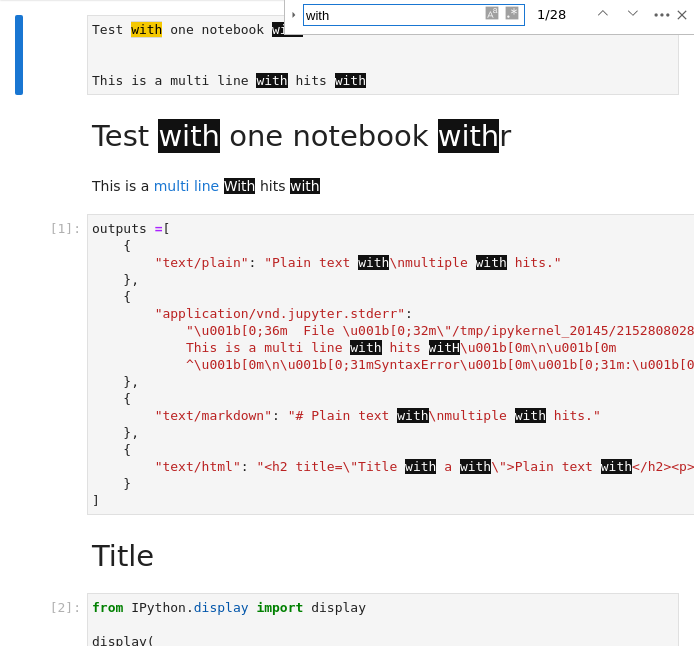 with 1/28
Test with one notebook wi
This is a multi line with hits with
Test with one notebook withr
This is a multi line With hits with
[1]: outputs =[
{
"text/plain": "Plain text with\nmultiple with hits."
},
{
"application/vnd.jupyter.stderr":
"\u001b[0;36m  File \u001b[0;32m\"/tmp/ipykernel_20145/2152808028
This is a multi line with hits witH\u001b[0m\n\u001b[0m
^\u001b[0m\n\u001b[0;31mSyntaxError\u001b[0m\u001b[0;31m:\u001b[0
},
{
"text/markdown": "# Plain text with\nmultiple with hits."
},
{
"text/html": "<h2 title=\"Title with a with\">Plain text with</h2><p>
}
]
Title
[2]: from IPython.display import display
display(